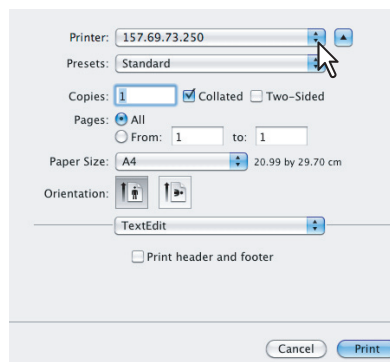 Printer: 157.69.73.250
Presets: Standard
Copies: 1 Collated Two-Sided
Pages: All
From: 1 to: 1
Paper Size: A4 20.99 by 29.70 cm
Orientation:
TextEdit
Print header and footer
Cancel Print